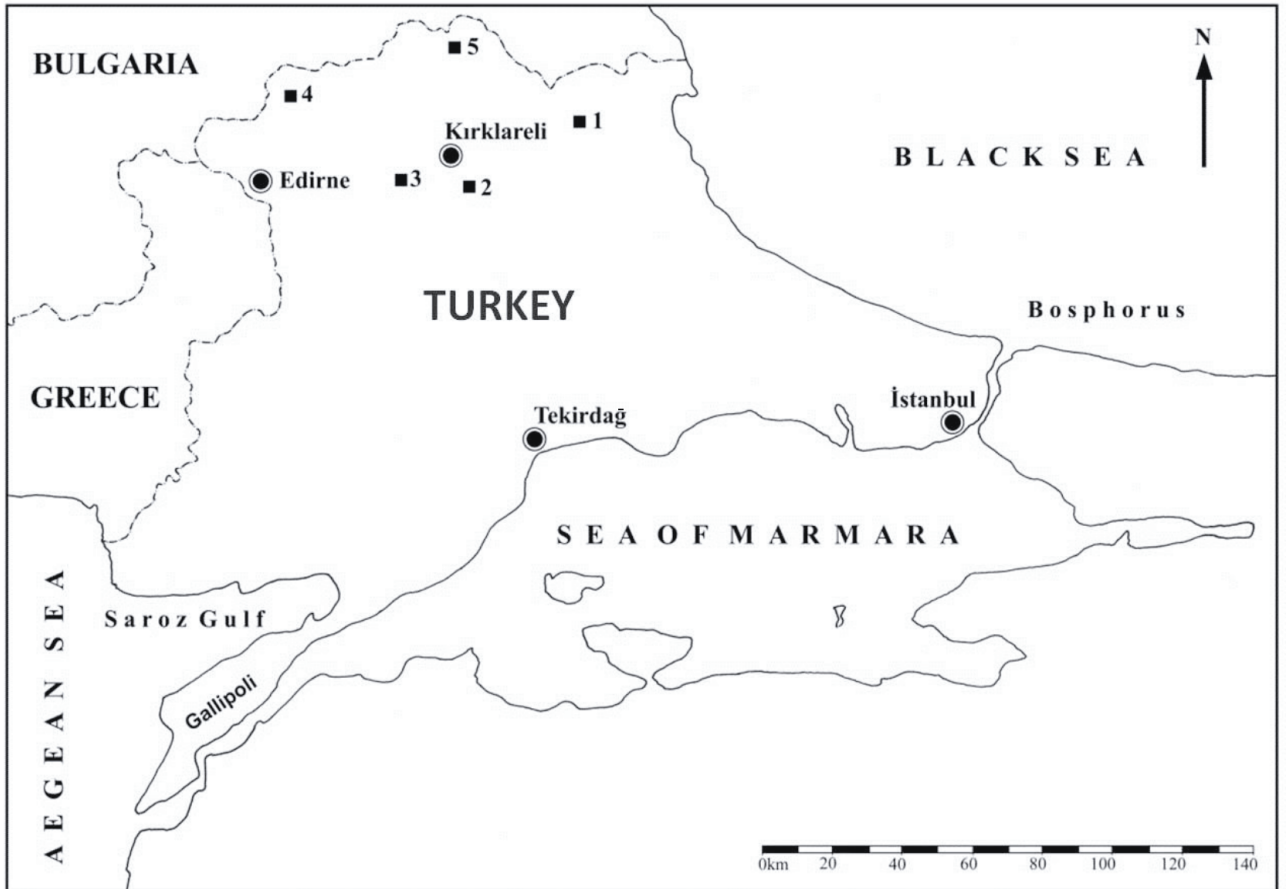 BULGARIA
5
N
4
1
Kırklareli
BLACK SEA
Edirne
3
2
TURKEY
Bosphorus
GREECE
İstanbul
Tekirdağ
SEA OF MARMARA
Saroz Gulf
AEGEAN SEA
Gallipoli
0km 20 40 60 80 100 120 140